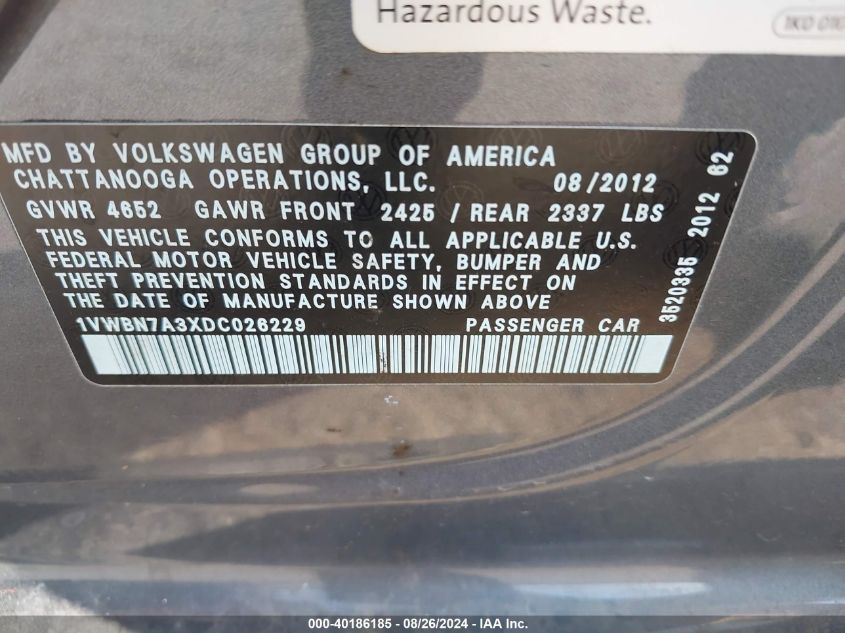 Hazardous Waste.
MFD BY VOLKSWAGEN GROUP OF AMERICA
CHATTANOOGA OPERATIONS, LLC. 08/2012
GVWR 4652 GAWR FRONT 2425 / REAR 2337 LBS
THIS VEHICLE CONFORMS TO ALL APPLICABLE U.S.
FEDERAL MOTOR VEHICLE SAFETY, BUMPER AND
THEFT PREVENTION STANDARDS IN EFFECT ON
THE DATE OF MANUFACTURE SHOWN ABOVE
1VWBN7A3XDC026229 PASSENGER CAR
3520335 2012 62
000-40186185 - 08/26/2024 - IAA Inc.